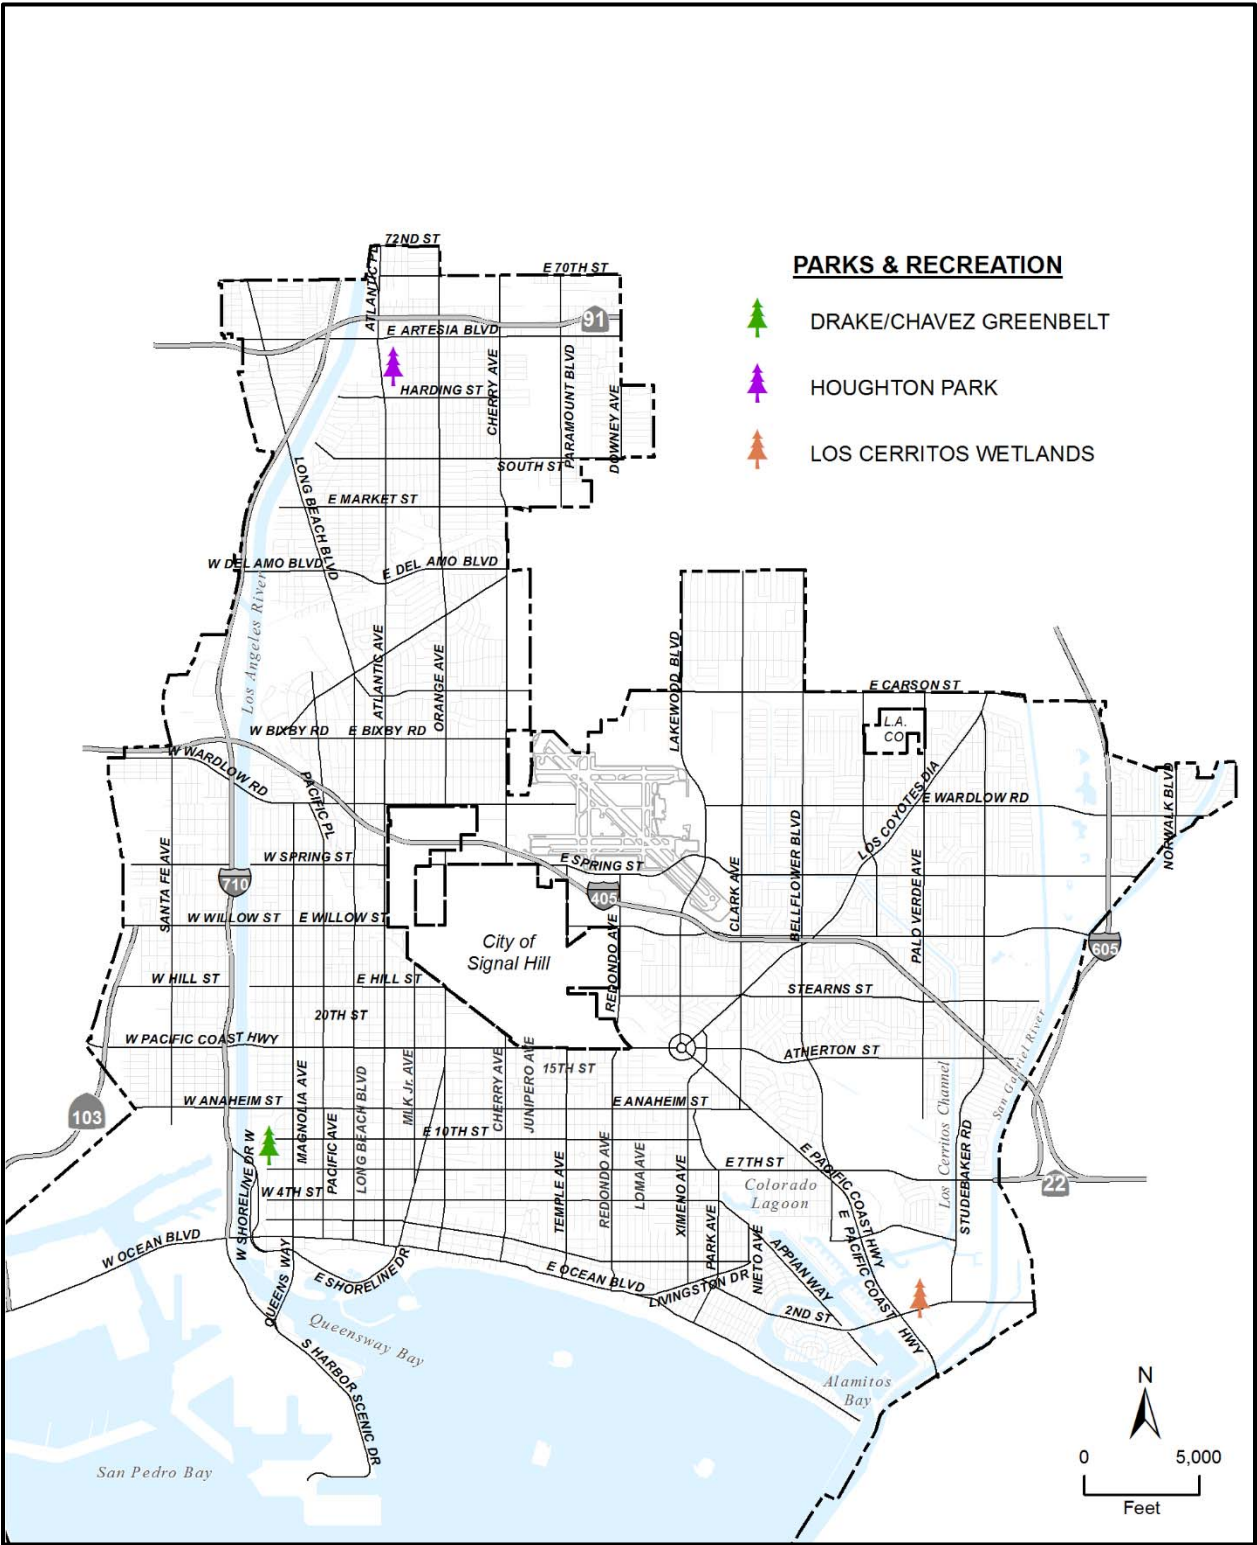 72ND ST
E 70TH ST
ATLANTIC PL
PARKS & RECREATION
91
DRAKE/CHAVEZ GREENBELT
E ARTESIA BLVD
HOUGHTON PARK
HARDING ST
CHERRY AVE
PARAMOUNT BLVD
DOWNEY AVE
LOS CERRITOS WETLANDS
SOUTH ST
LONG BEACH BLVD
E MARKET ST
W DEL AMO BLVD
E DEL AMO BLVD
Los Angeles River
ATLANTIC AVE
ORANGE AVE
LAKEWOOD BLVD
E CARSON ST
L.A.
CO
W BIXBY RD
E BIXBY RD
W WARDLOW RD
PACIFIC PL
LOS COYOTES DIA
E WARDLOW RD
NORWALK BLVD
BELLFLOWER BLVD
W SPRING ST
E SPRING ST
SANTA FE AVE
710
405
CLARK AVE
PALO VERDE AVE
W WILLOW ST
E WILLOW ST
City of
Signal Hill
REDONDO AVE
605
W HILL ST
E HILL ST
STEARNS ST
20TH ST
W PACIFIC COAST HWY
ATHERTON ST
San Gabriel River
15TH ST
MAGNOLIA AVE
PACIFIC AVE
LONG BEACH BLVD
MLK Jr. AVE
CHERRY AVE
JUNIPERO AVE
W ANAHEIM ST
E ANAHEIM ST
103
E 10TH ST
Los Cerritos Channel
STUDEBAKER RD
W SHORELINE DR W
E 7TH ST
E PACIFIC COAST HWY
22
W 4TH ST
TEMPLE AVE
REDONDO AVE
LOMA AVE
XIMENO AVE
PARK AVE
NIETO AVE
Colorado
Lagoon
W OCEAN BLVD
QUEENS WAY
E SHORELINE DR
E OCEAN BLVD
LIVINGSTON DR
APPIAN WAY
E PACIFIC COAST HWY
2ND ST
Queensway Bay
S HARBOR SCENIC DR
Alamitos
Bay
San Pedro Bay
N
0 5,000
Feet